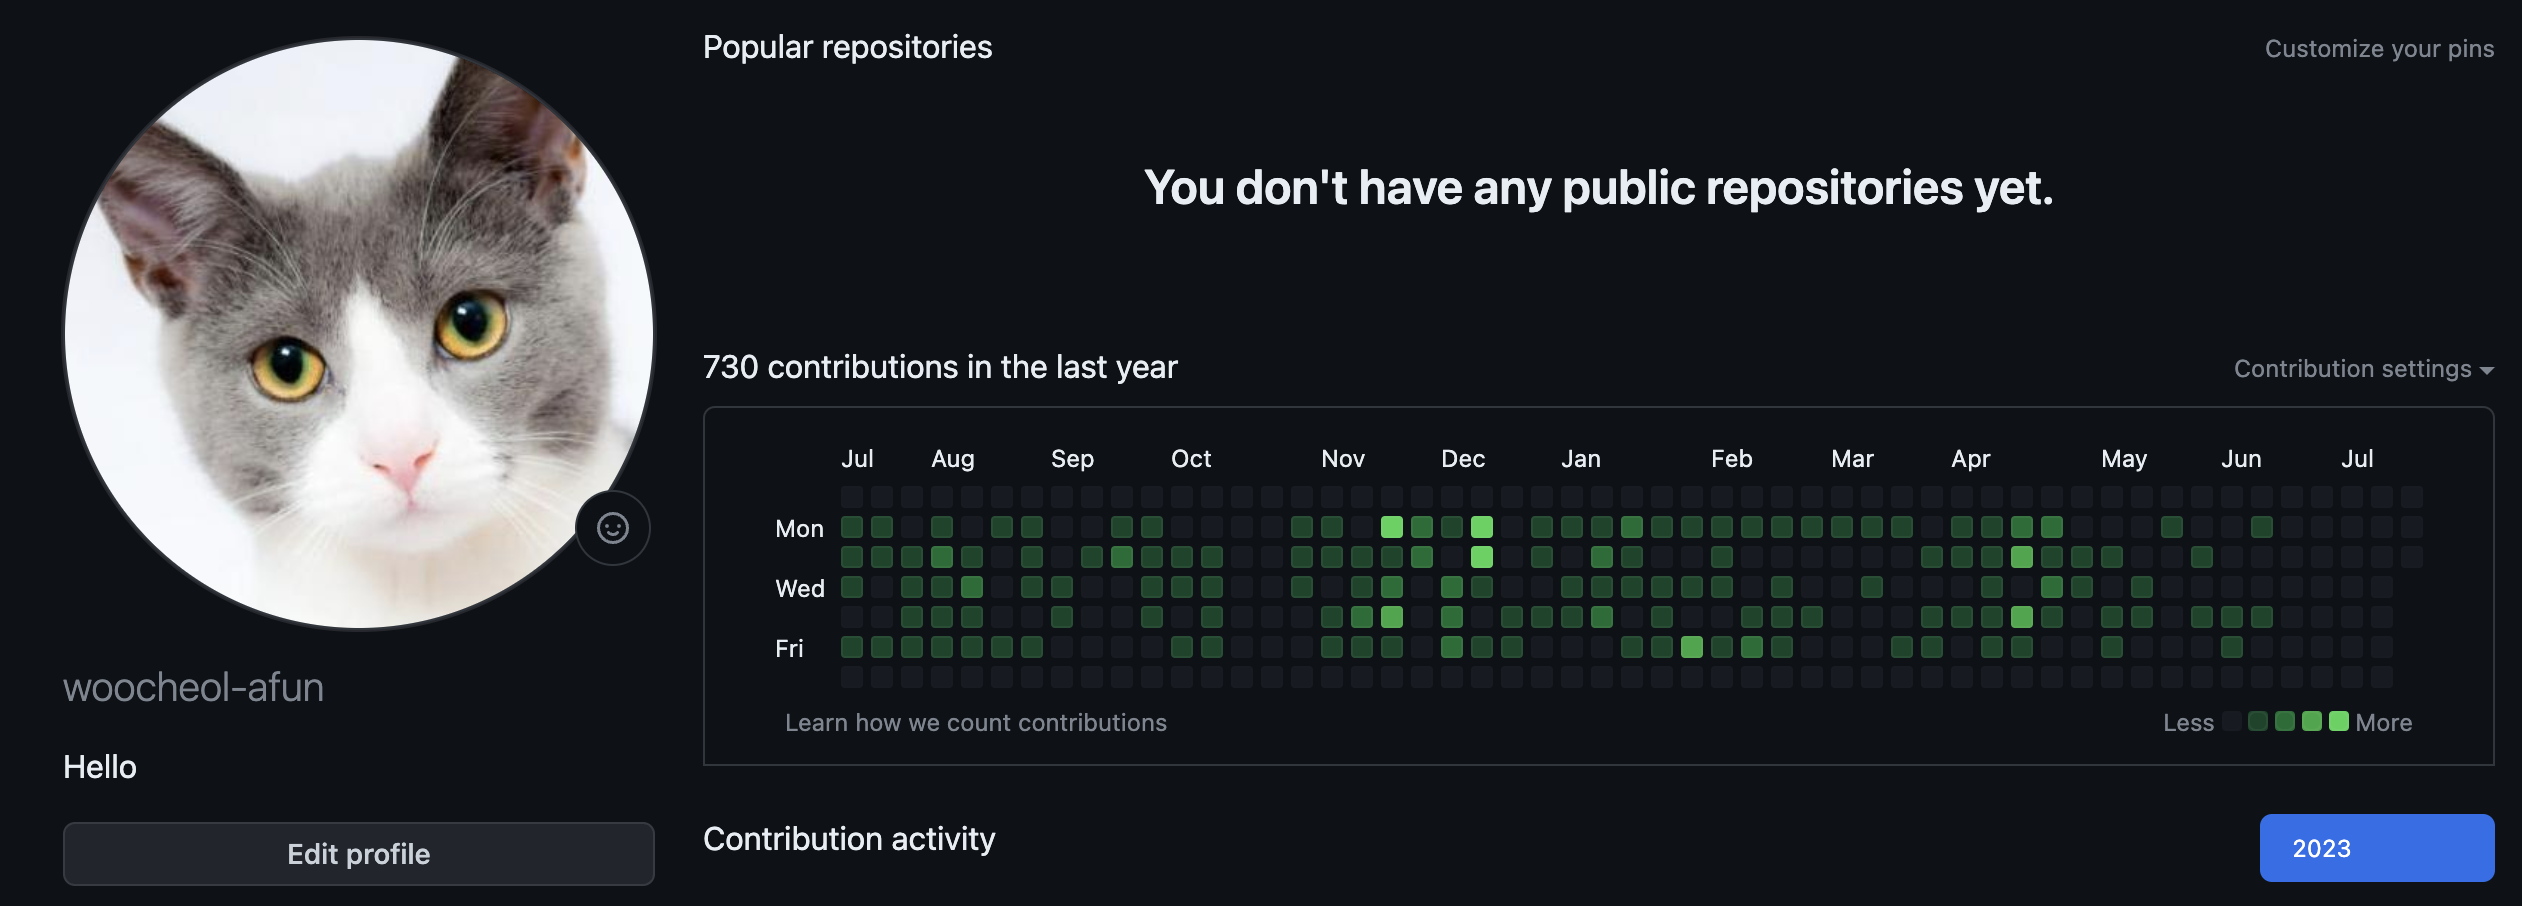 Popular repositories
Customize your pins
You don't have any public repositories yet.
730 contributions in the last year
Contribution settings
Jul Aug Sep Oct Nov Dec Jan Feb Mar Apr May Jun Jul
Mon
Wed
Fri
Learn how we count contributions
Less More
woocheol-afun
Hello
Edit profile
Contribution activity
2023